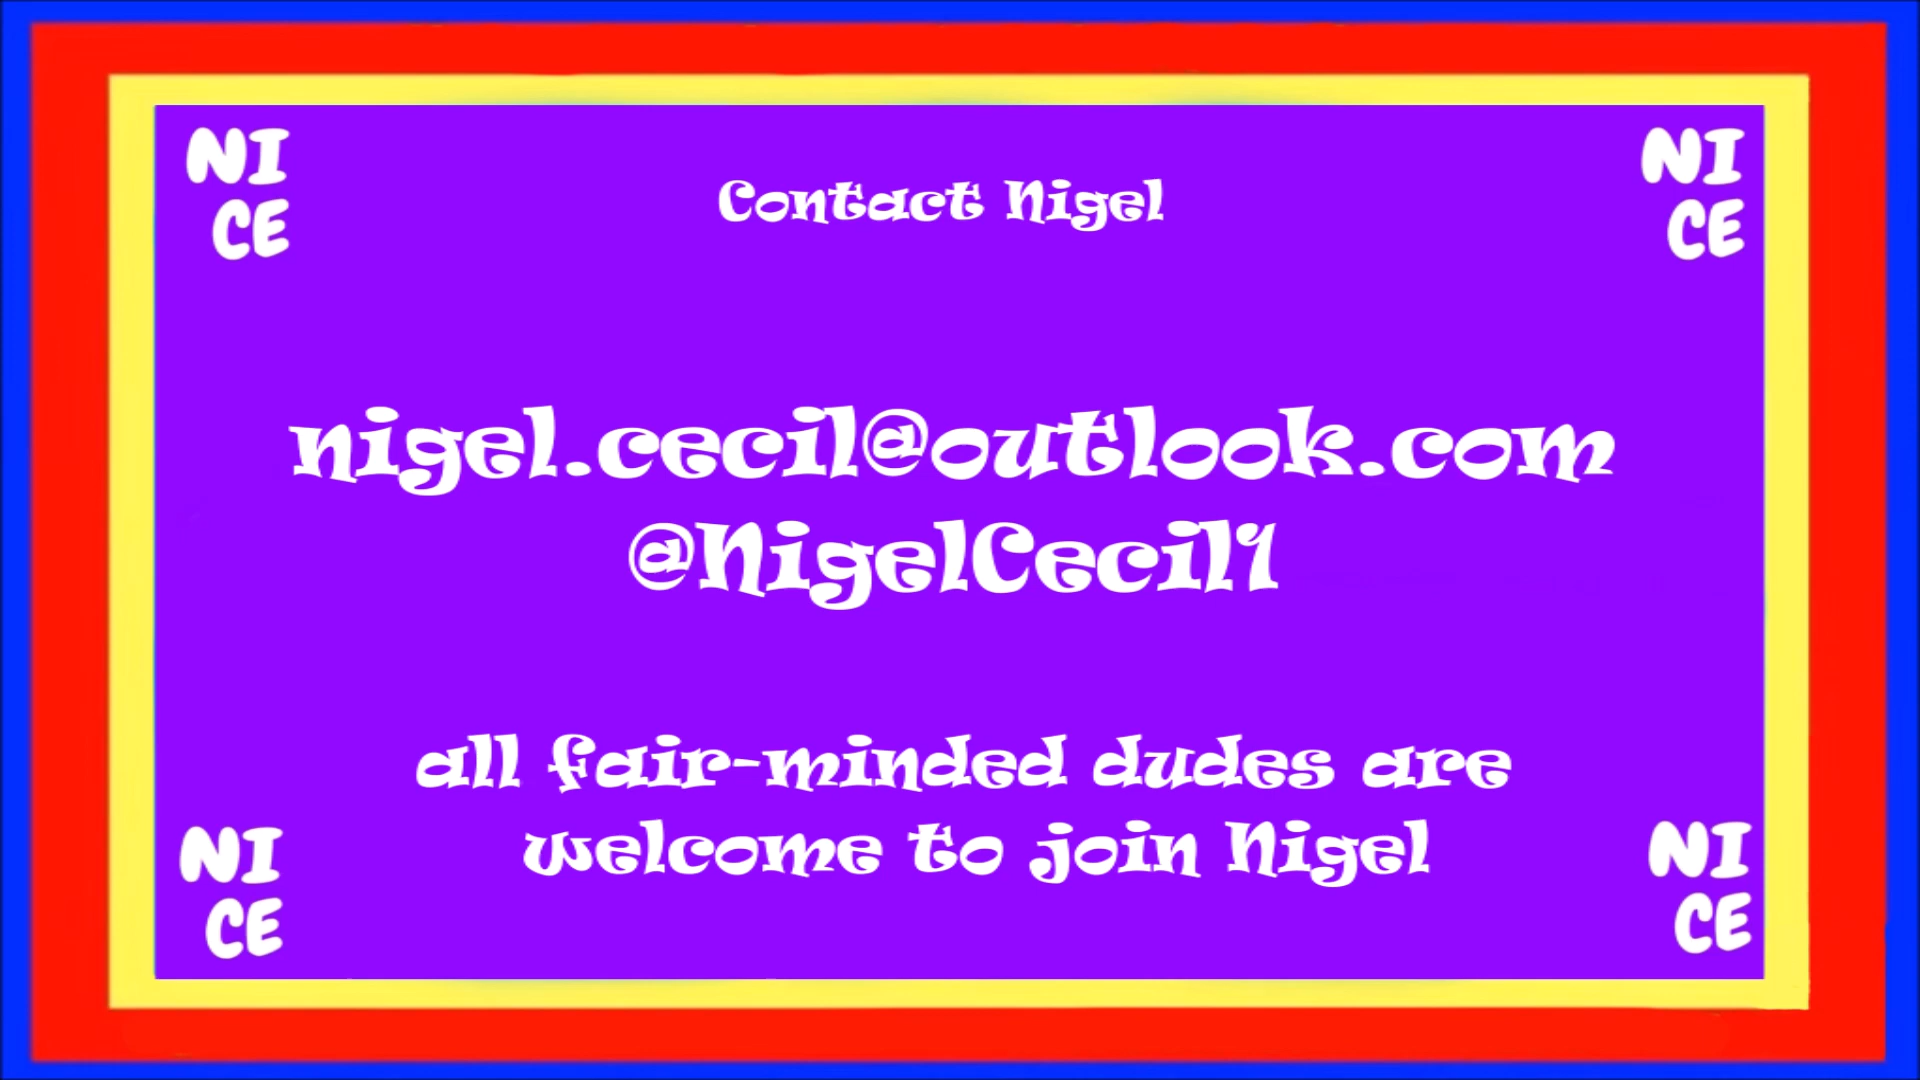 NI
CE
NI
CE
Contact Nigel
nigel.cecil@outlook.com
@NigelCecil1
all fair-minded dudes are
welcome to join Nigel
NI
CE
NI
CE